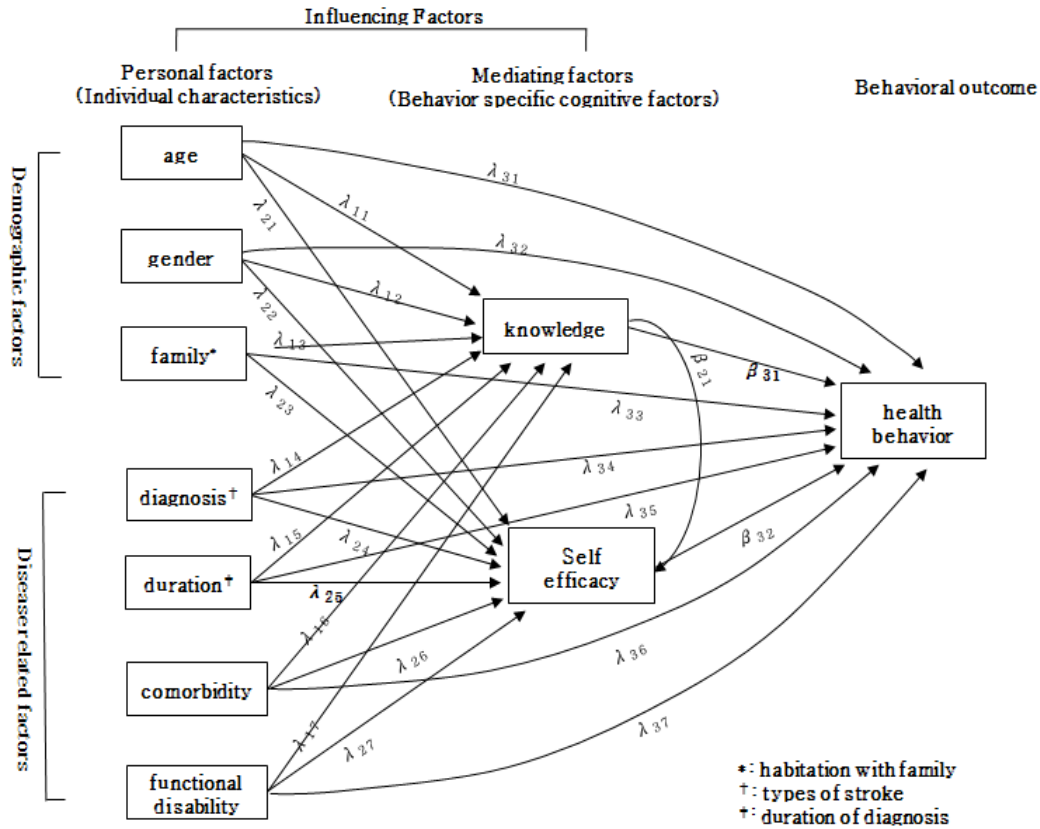 Influencing Factors
Personal factors
(Individual characteristics)
Mediating factors
(Behavior specific cognitive factors)
Behavioral outcome
Demographic factors
Disease related factors
age
gender
family*
diagnosis†
duration‡
comorbidity
functional
disability
knowledge
Self
efficacy
health
behavior
λ31
λ11
λ21
λ32
λ12
λ22
λ13
λ23
λ33
λ14
λ34
λ24
λ15
λ35
λ25
λ16
λ26
λ36
λ17
λ27
λ37
β21
β31
β32
*: habitation with family
†: types of stroke
‡: duration of diagnosis